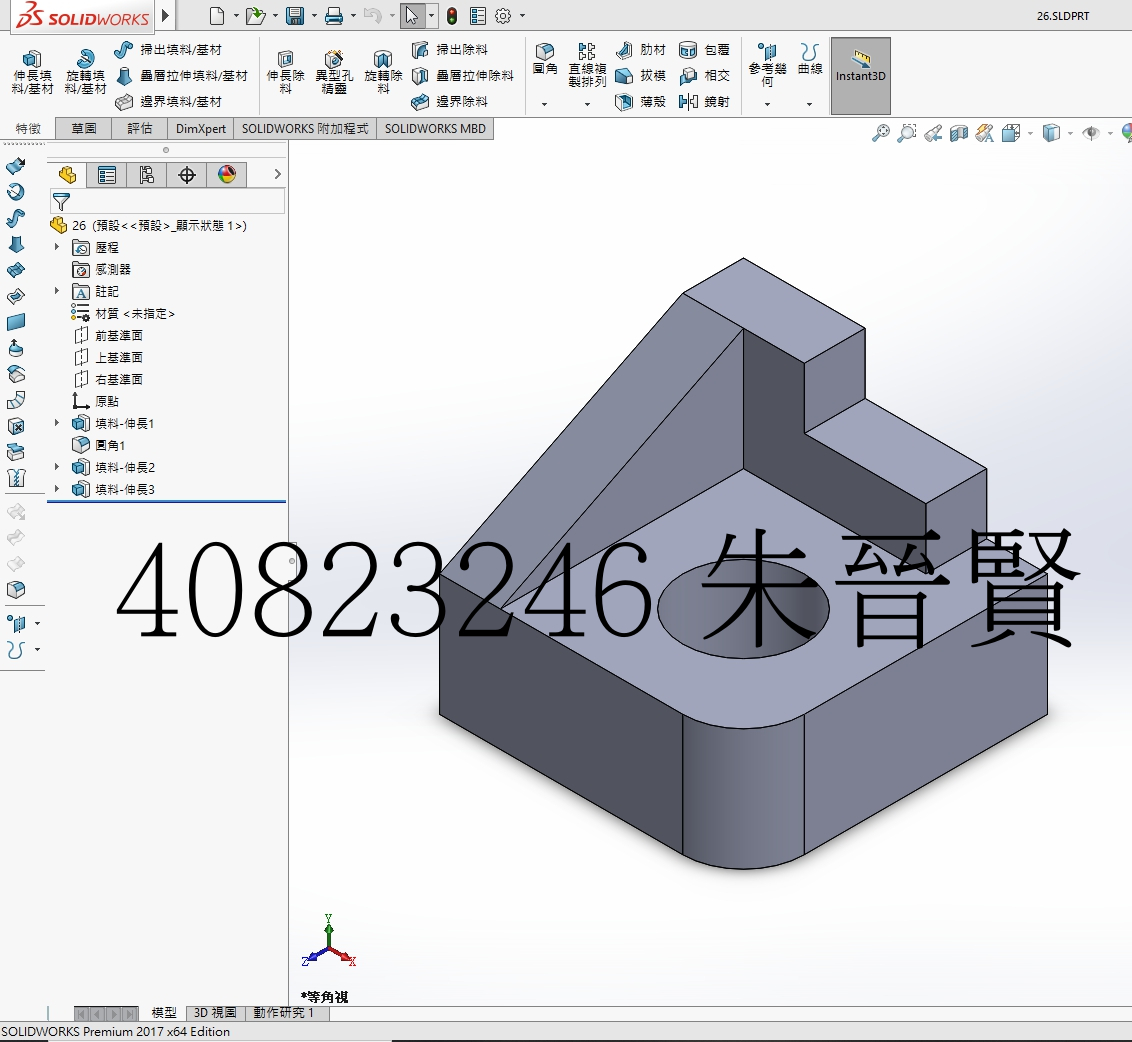 SOLIDWORKS
26.SLDPRT
伸長填料/基材
旋轉填料/基材
掃出填料/基材
疊層拉伸填料/基材
邊界填料/基材
伸長除料
異型孔精靈
旋轉除料
掃出除料
疊層拉伸除料
邊界除料
圓角
直線複製排列
肋材
拔模
薄殼
包覆
相交
鏡射
參考幾何
曲線
Instant3D
特徵
草圖
評估
DimXpert
SOLIDWORKS 附加程式
SOLIDWORKS MBD
26 (預設<<預設>_顯示狀態 1>)
歷程
感測器
註記
材質 <未指定>
前基準面
上基準面
右基準面
原點
填料-伸長1
圓角1
填料-伸長2
填料-伸長3
40823246 朱晉賢
Y
Z
X
*等角視
模型
3D 視圖
動作研究 1
SOLIDWORKS Premium 2017 x64 Edition